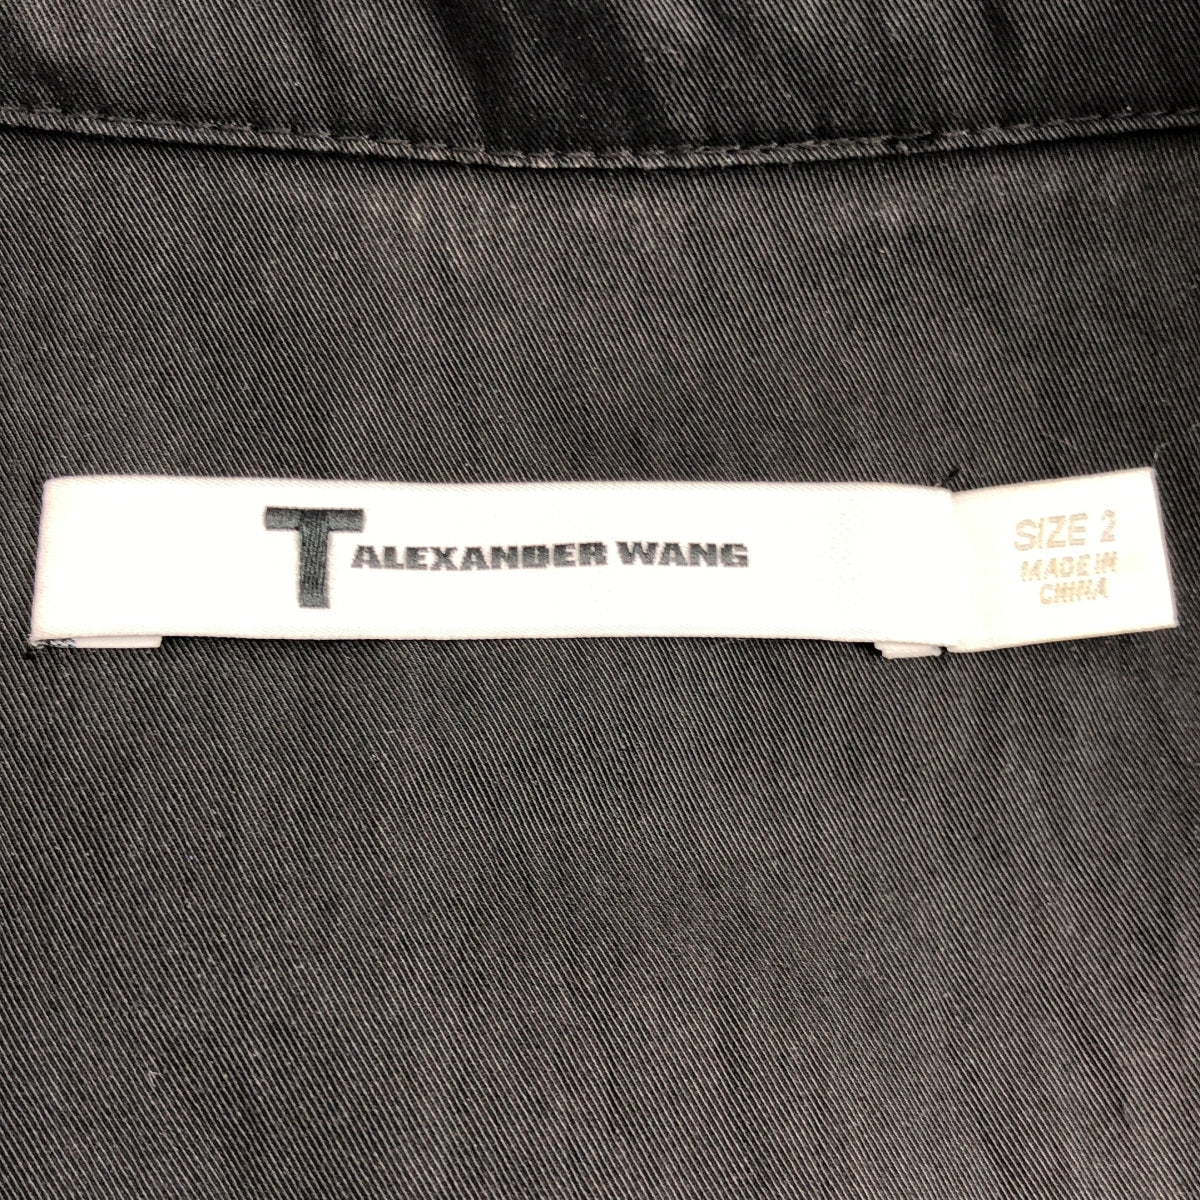 T ALEXANDER WANG
SIZE 2
MADE IN
CHINA